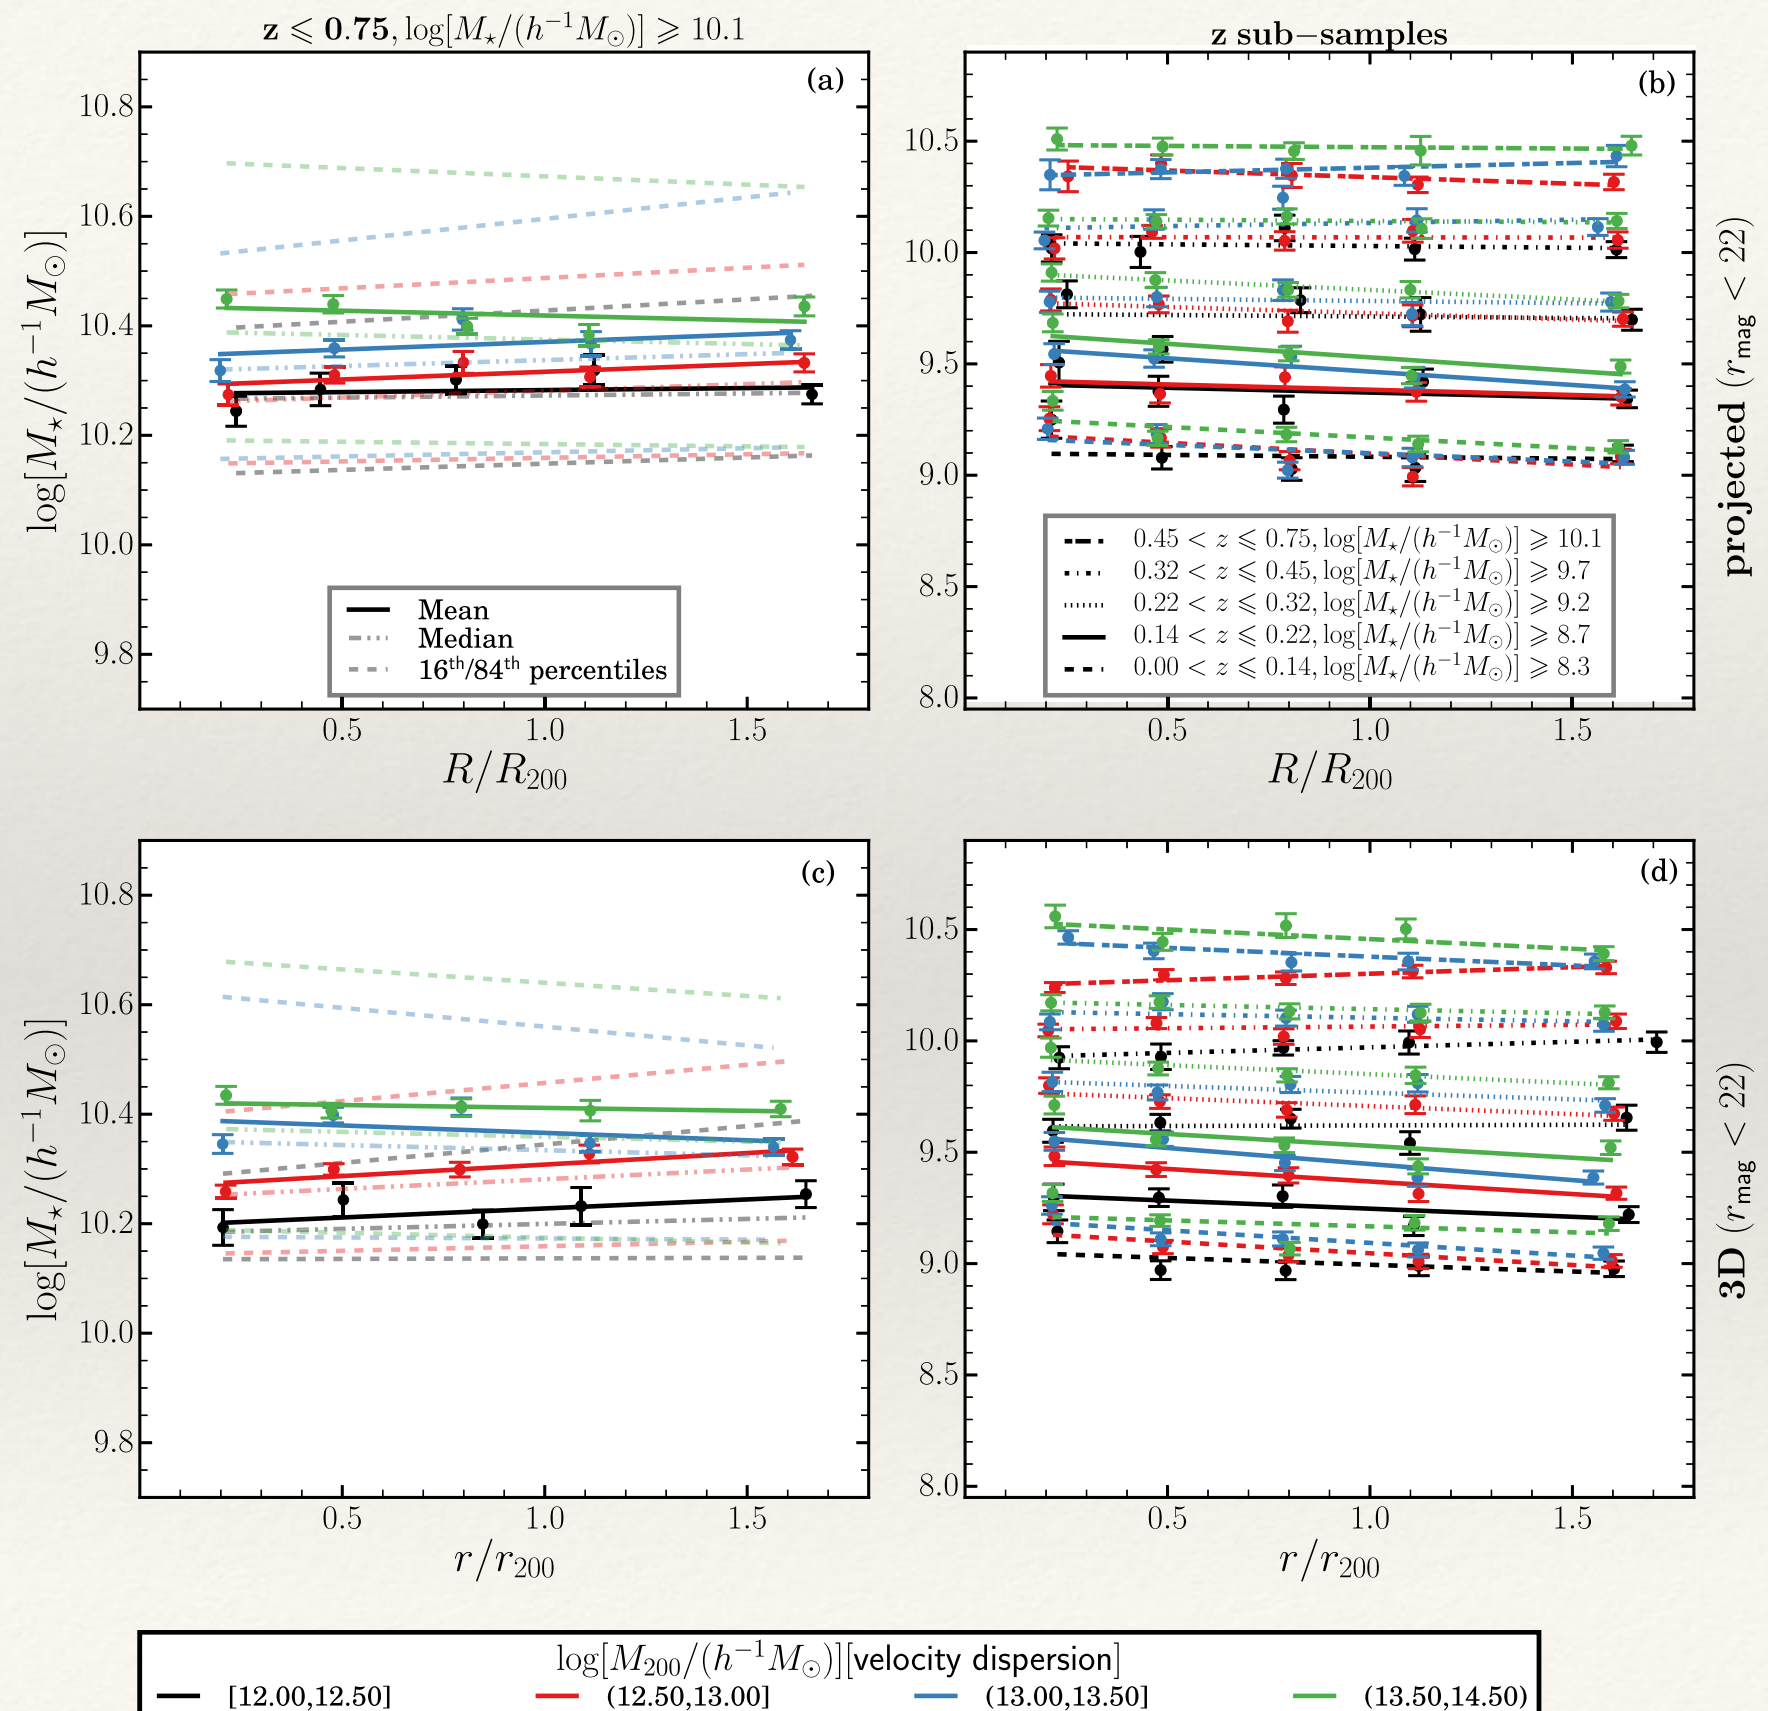 z ⩽ 0.75, log[M⋆/(h⁻¹M⊙)] ⩾ 10.1
z sub−samples
(a)
10.8
10.6
10.4
10.2
10.0
9.8
log[M⋆/(h⁻¹M⊙)]
Mean
Median
16th/84th percentiles
0.5 1.0 1.5
R/R₂₀₀
(b)
10.5
10.0
9.5
9.0
8.5
8.0
0.45 < z ⩽ 0.75, log[M⋆/(h⁻¹M⊙)] ⩾ 10.1
0.32 < z ⩽ 0.45, log[M⋆/(h⁻¹M⊙)] ⩾ 9.7
0.22 < z ⩽ 0.32, log[M⋆/(h⁻¹M⊙)] ⩾ 9.2
0.14 < z ⩽ 0.22, log[M⋆/(h⁻¹M⊙)] ⩾ 8.7
0.00 < z ⩽ 0.14, log[M⋆/(h⁻¹M⊙)] ⩾ 8.3
0.5 1.0 1.5
R/R₂₀₀
projected (r_mag < 22)
(c)
10.8
10.6
10.4
10.2
10.0
9.8
log[M⋆/(h⁻¹M⊙)]
0.5 1.0 1.5
r/r₂₀₀
(d)
10.5
10.0
9.5
9.0
8.5
8.0
0.5 1.0 1.5
r/r₂₀₀
3D (r_mag < 22)
log[M₂₀₀/(h⁻¹M⊙)][velocity dispersion]
[12.00,12.50] (12.50,13.00] (13.00,13.50] (13.50,14.50)